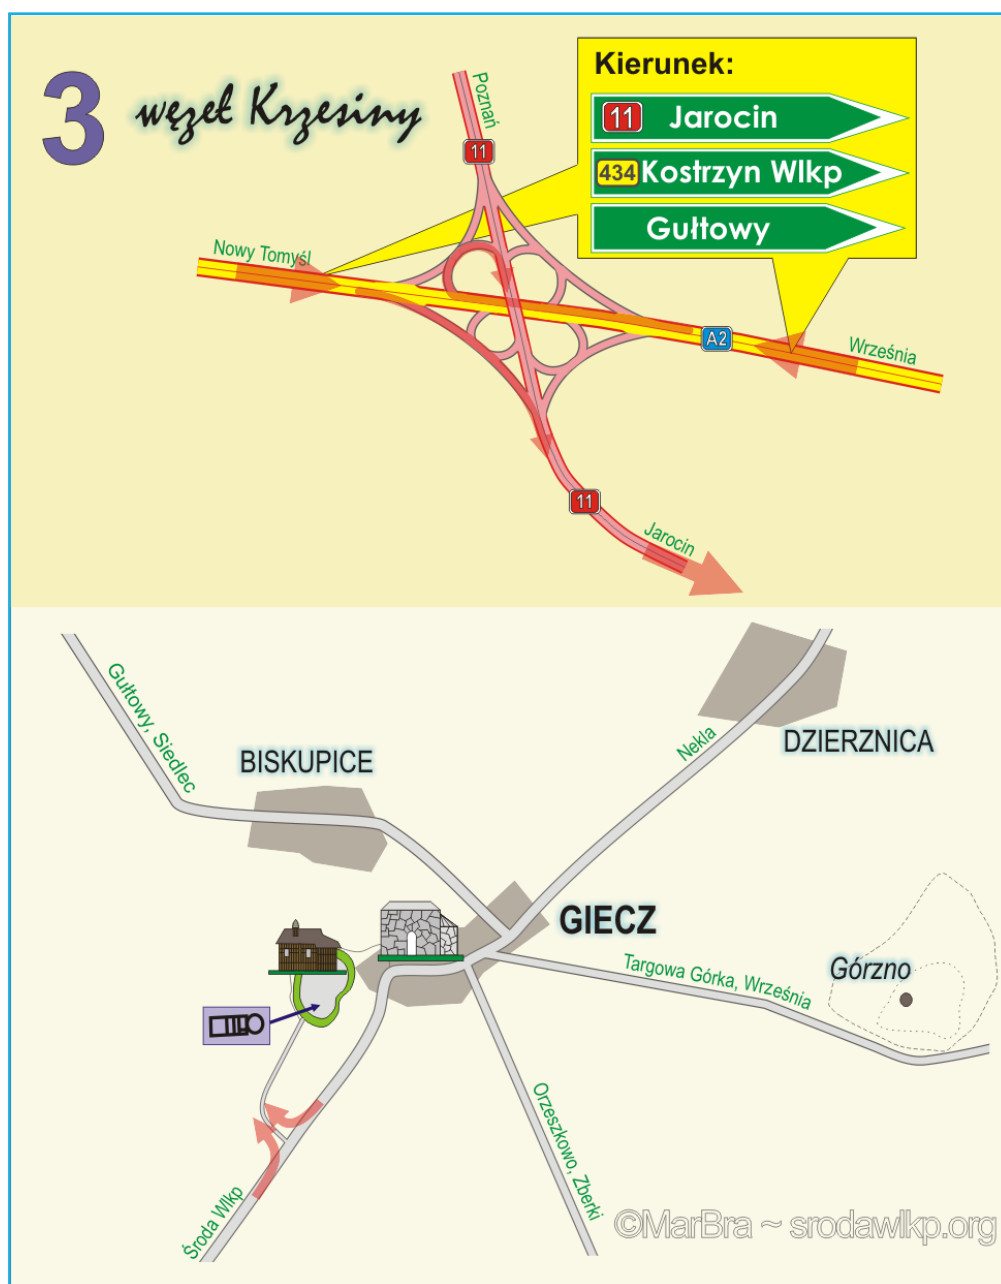 3
węzeł Krzesiny
Poznań
11
Kierunek:
11 Jarocin
434 Kostrzyn Wlkp
Gułtowy
Nowy Tomyśl
A2
Września
11
Jarocin
Gułtowy, Siedlec
BISKUPICE
Nekla
DZIERZNICA
GIECZ
Targowa Górka, Września
Górzno
Orzeszkowo, Zberki
Środa Wlkp
©MarBra ~ srodawlkp.org